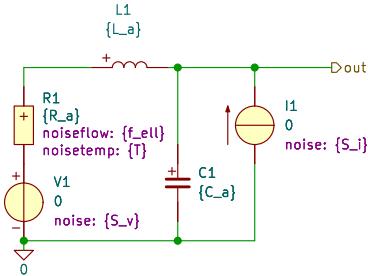 L1
{L_a}
out
R1
{R_a}
noiseflow: {f_ell}
noisetemp: {T}
I1
0
noise: {S_i}
V1
0
noise: {S_v}
C1
{C_a}
0